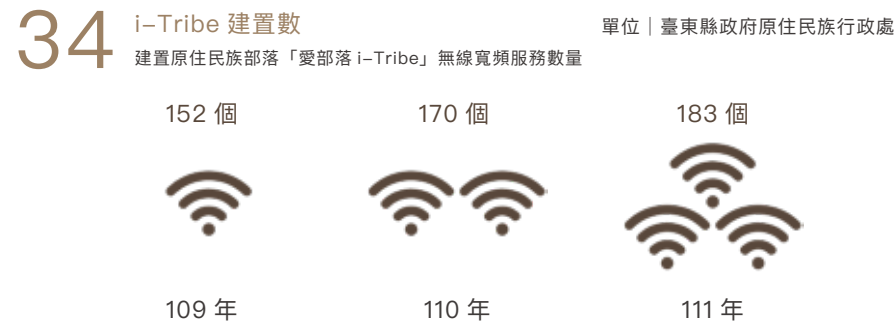 34
i-Tribe 建置數
單位｜臺東縣政府原住民族行政處
建置原住民族部落「愛部落 i-Tribe」無線寬頻服務數量
152 個
170 個
183 個
109 年
110 年
111 年